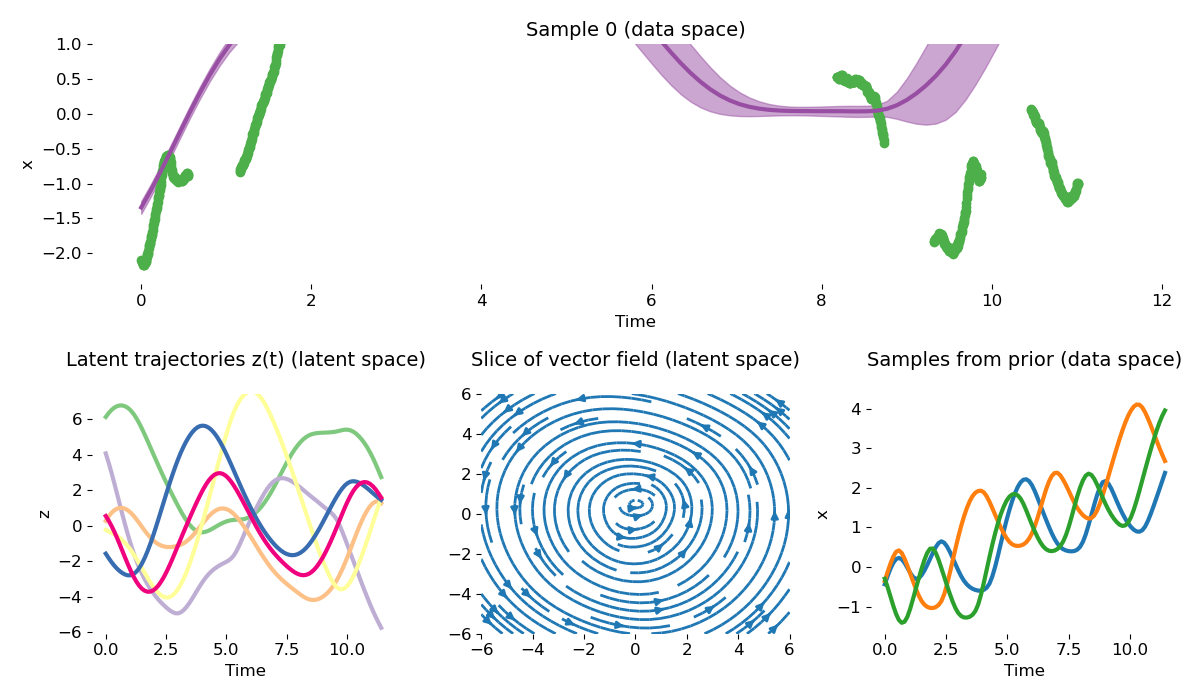 Sample 0 (data space)
1.0
0.5
0.0
−0.5
−1.0
−1.5
−2.0
x
0 2 4 6 8 10 12
Time
Latent trajectories z(t) (latent space)
6
4
2
0
−2
−4
−6
z
0.0 2.5 5.0 7.5 10.0
Time
Slice of vector field (latent space)
6
4
2
0
−2
−4
−6
−6 −4 −2 0 2 4 6
Samples from prior (data space)
4
3
2
1
0
−1
x
0.0 2.5 5.0 7.5 10.0
Time